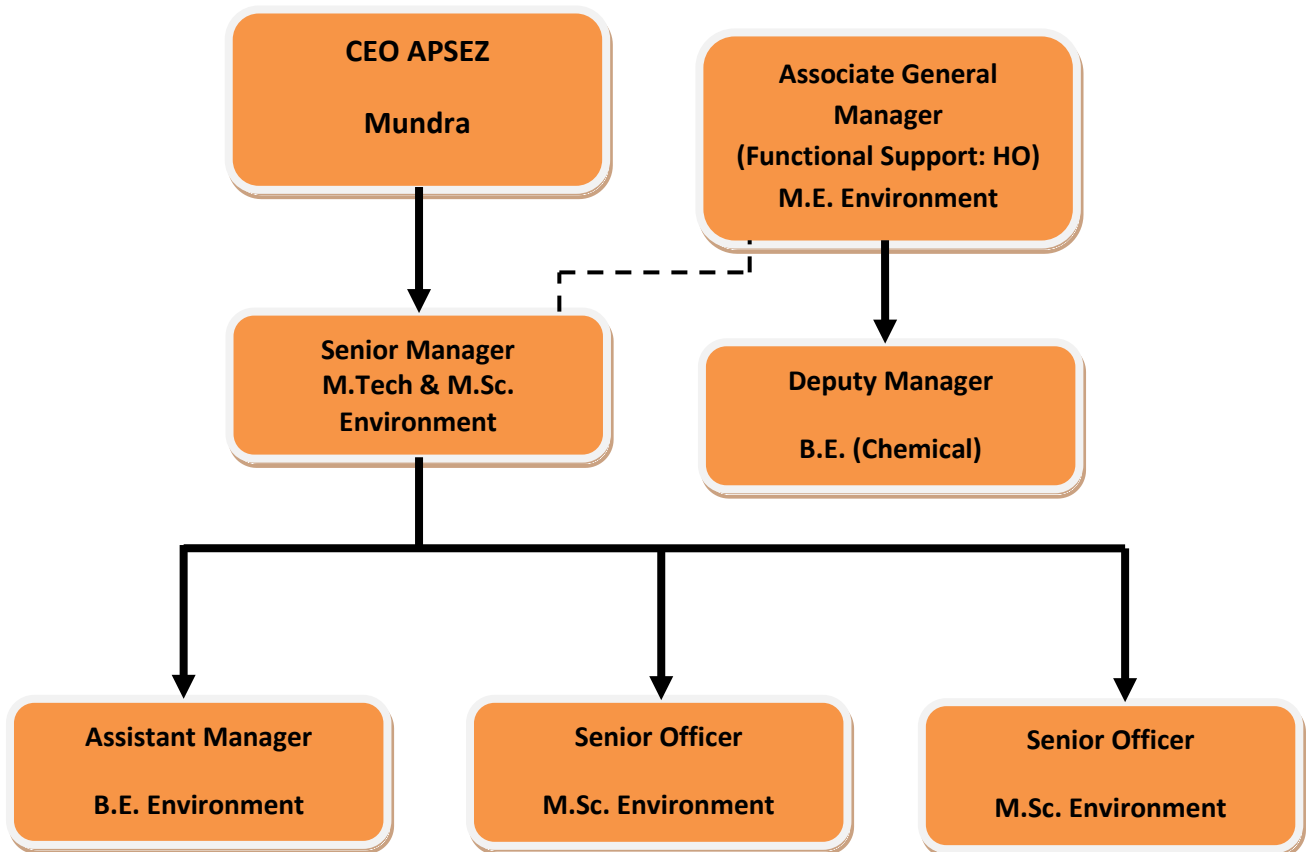 CEO APSEZ
Mundra
Associate General
Manager
(Functional Support: HO)
M.E. Environment
Senior Manager
M.Tech & M.Sc.
Environment
Deputy Manager
B.E. (Chemical)
Assistant Manager
B.E. Environment
Senior Officer
M.Sc. Environment
Senior Officer
M.Sc. Environment